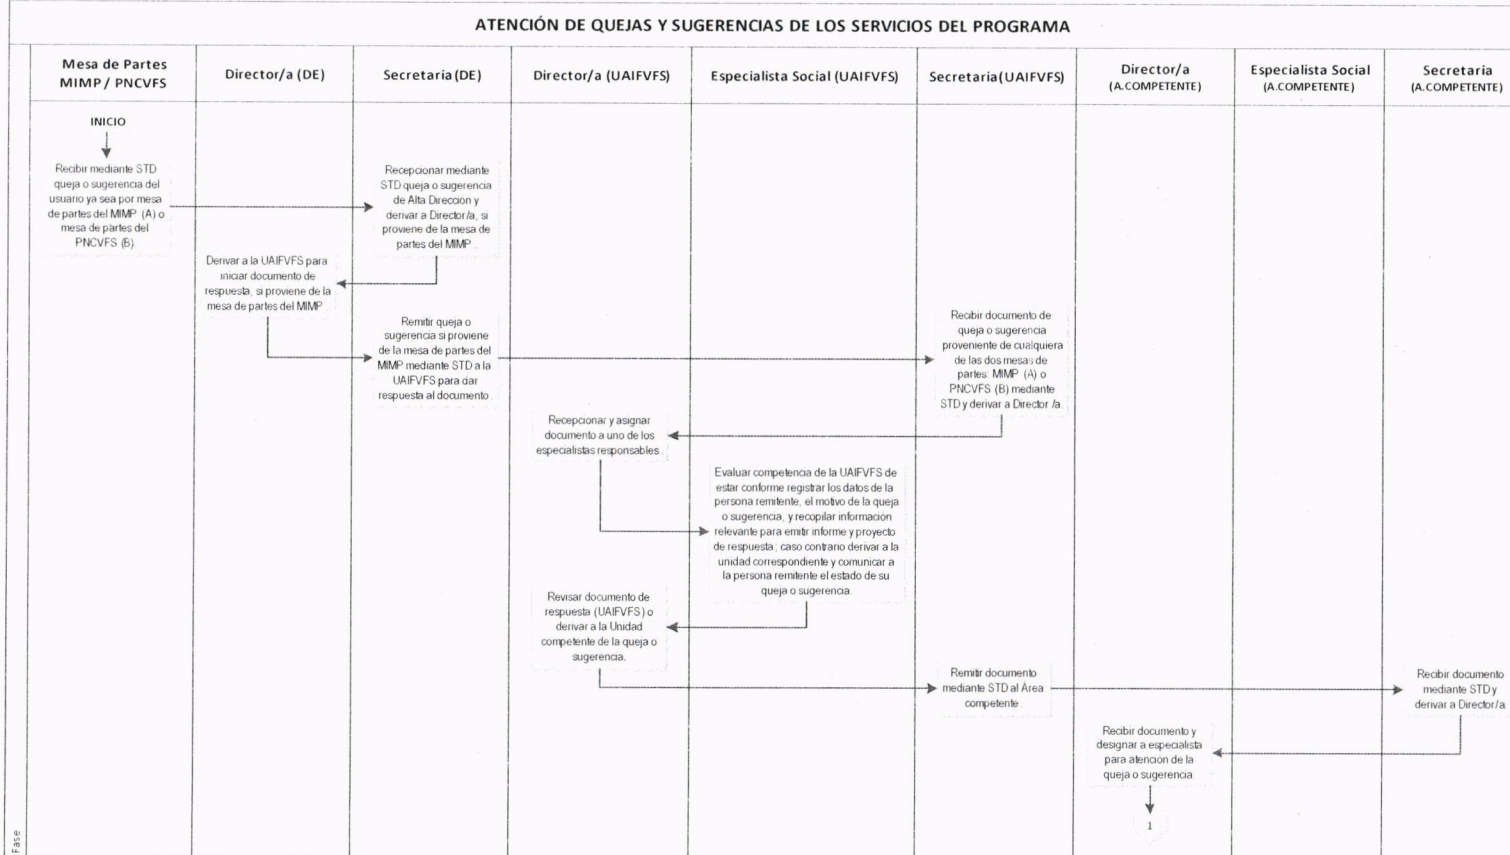 ATENCIÓN DE QUEJAS Y SUGERENCIAS DE LOS SERVICIOS DEL PROGRAMA
Mesa de Partes
MIMP / PNCVFS
Director/a (DE)
Secretaria (DE)
Director/a (UAIFVFS)
Especialista Social (UAIFVFS)
Secretaria (UAIFVFS)
Director/a
(A.COMPETENTE)
Especialista Social
(A.COMPETENTE)
Secretaria
(A.COMPETENTE)
INICIO
Recibir mediante STD
queja o sugerencia del
usuario ya sea por mesa
de partes del MIMP (A) o
mesa de partes del
PNCVFS (B).
Recepcionar mediante
STD queja o sugerencia
de Alta Direccion y
derivar a Director/a, si
proviene de la mesa de
partes del MIMP
Derivar a la UAIFVFS para
iniciar documento de
respuesta, si proviene de la
mesa de partes del MIMP
Remitir queja o
sugerencia si proviene
de la mesa de partes del
MIMP mediante STD a la
UAIFVFS para dar
respuesta al documento
Recibir documento de
queja o sugerencia
proveniente de cualquiera
de las dos mesas de
partes: MIMP (A) o
PNCVFS (B) mediante
STD y derivar a Director /a
Recepcionar y asignar
documento a uno de los
especialistas responsables
Evaluar competencia de la UAIFVFS de
estar conforme registrar los datos de la
persona remitente, el motivo de la queja
o sugerencia, y recopilar informacion
relevante para emitir informe y proyecto
de respuesta; caso contrario derivar a la
unidad correspondiente y comunicar a
la persona remitente el estado de su
queja o sugerencia.
Revisar documento de
respuesta (UAIFVFS) o
derivar a la Unidad
competente de la queja o
sugerencia.
Remitir documento
mediante STD al Área
competente
Recibir documento
mediante STD y
derivar a Director/a
Recibir documento y
designar a especialista
para atención de la
queja o sugerencia
1
Fase